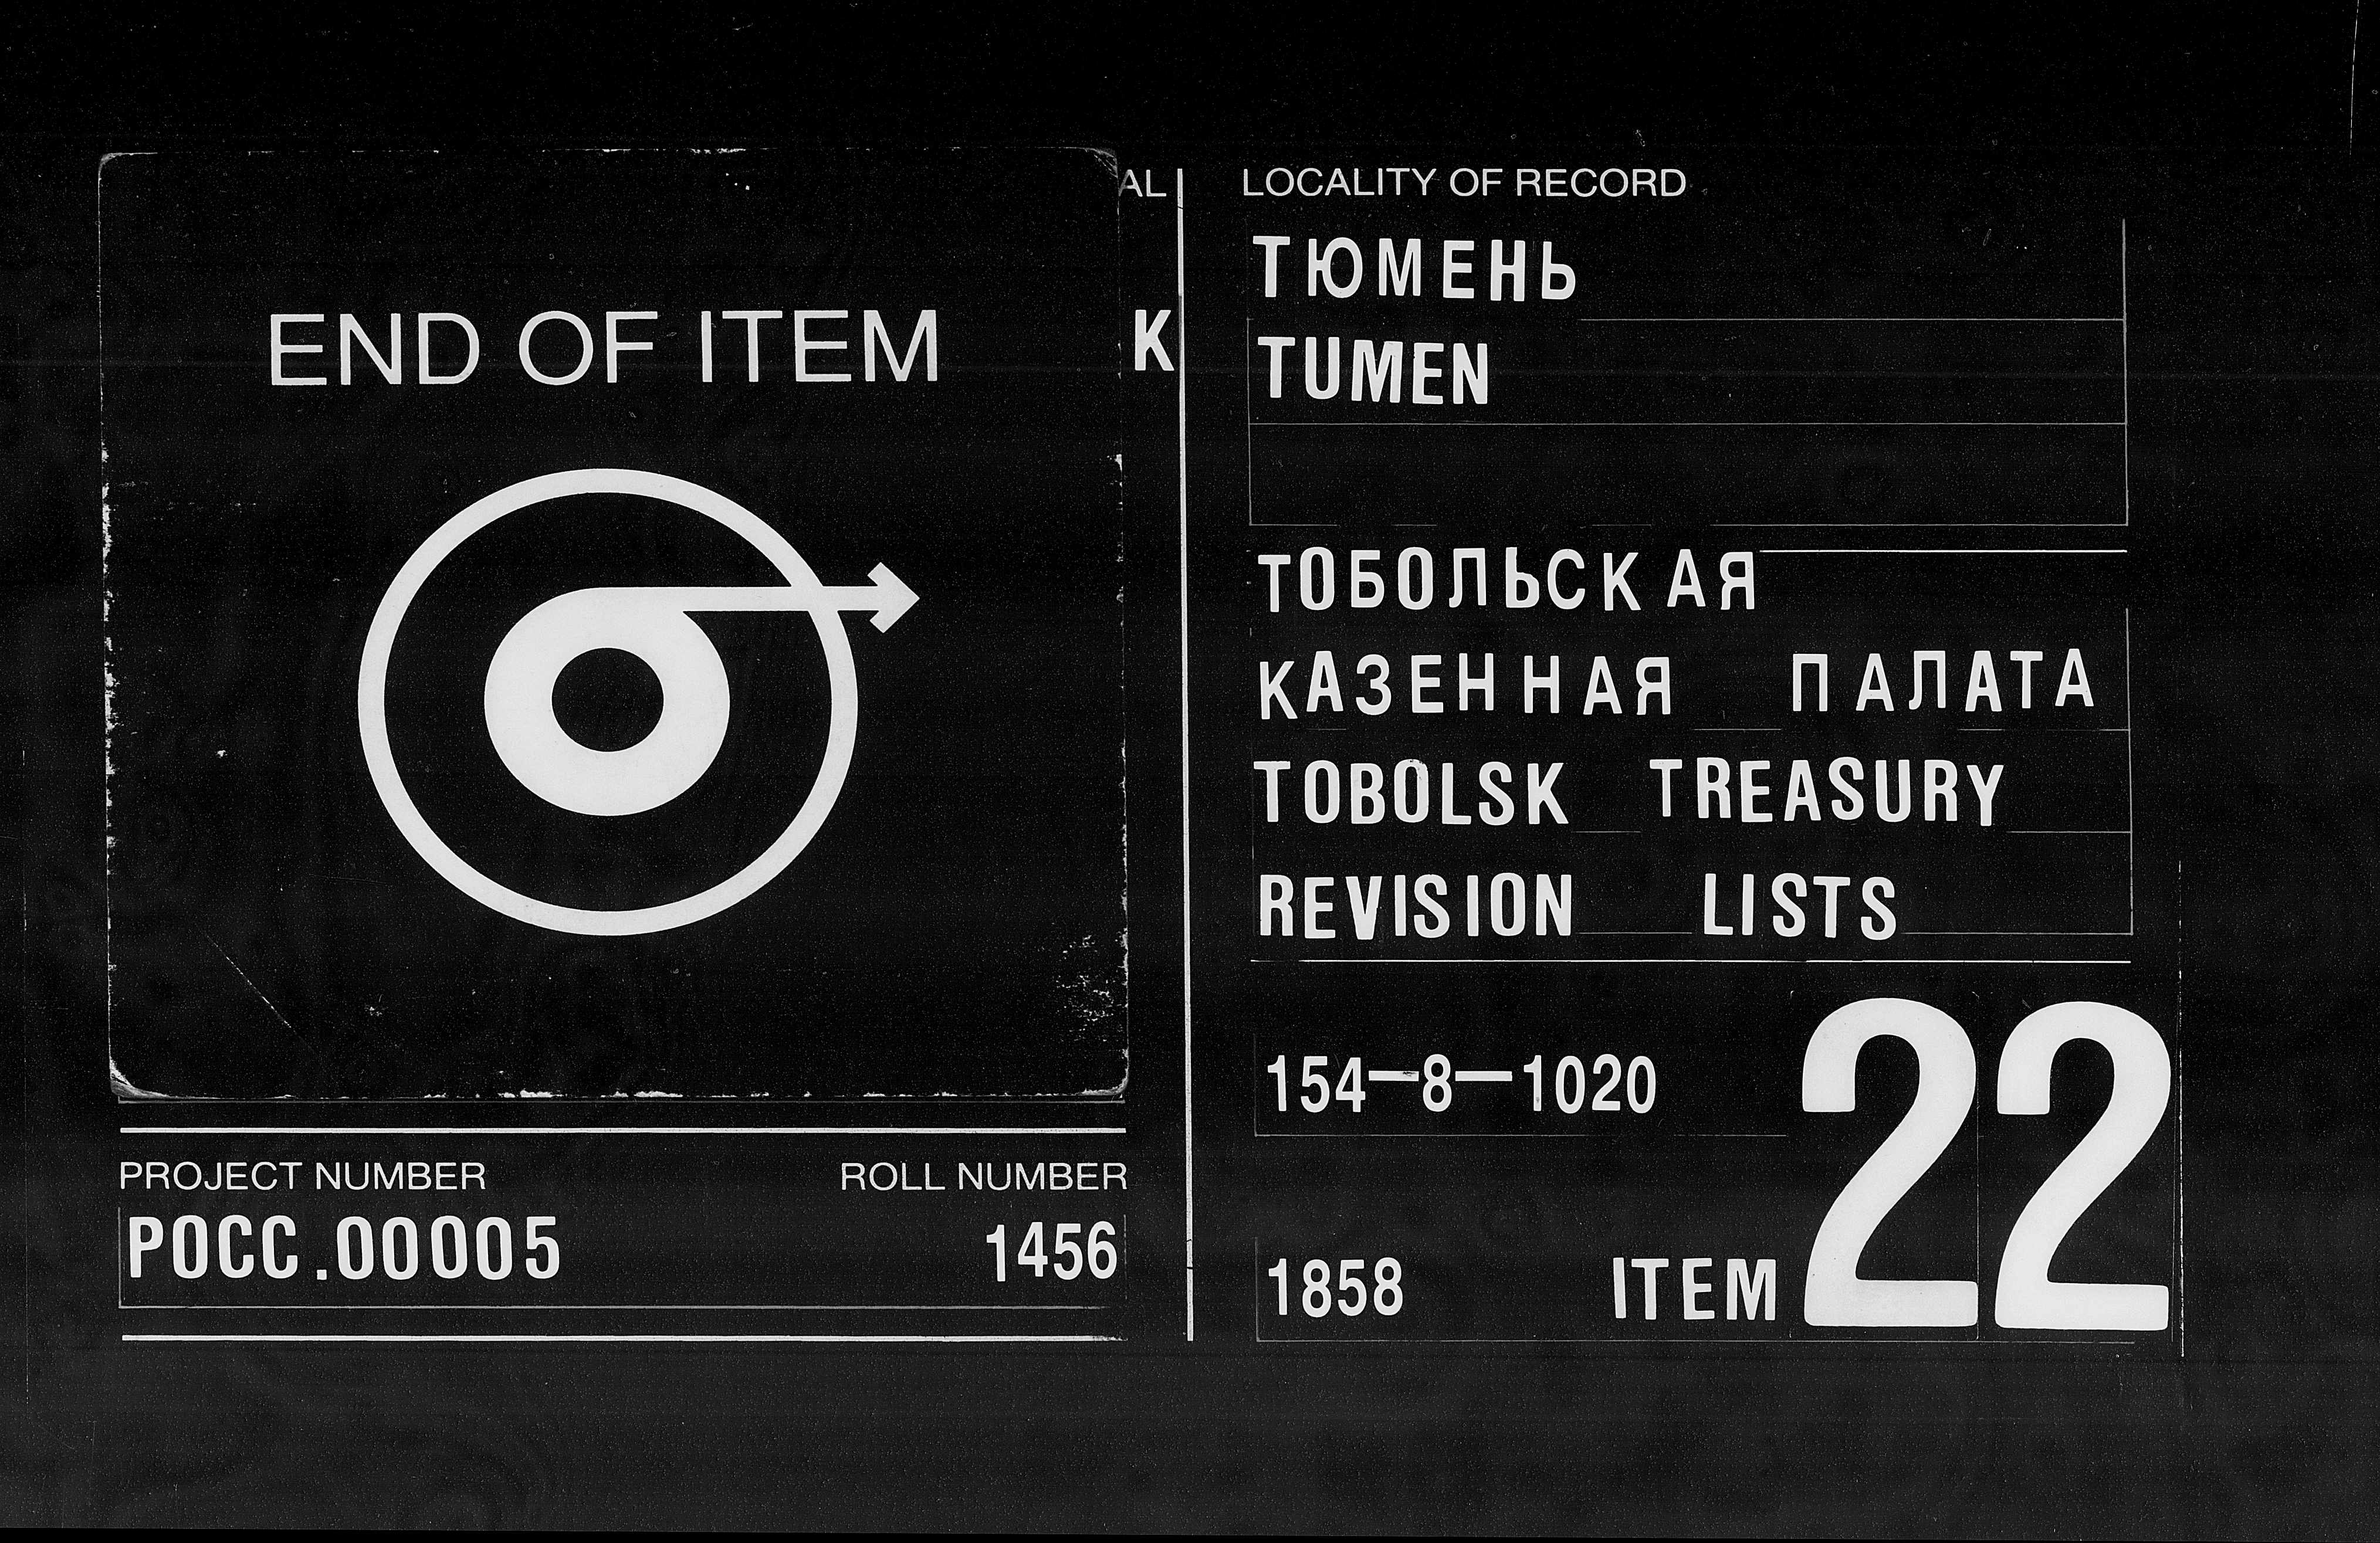 END OF ITEM
AL
K
PROJECT NUMBER ROLL NUMBER
РОСС.00005 1456
LOCALITY OF RECORD
ТЮМЕНЬ
TUMEN
ТОБОЛЬСКАЯ
КАЗЕННАЯ ПАЛАТА
TOBOLSK TREASURY
REVISION LISTS
154-8-1020
1858 ITEM 22